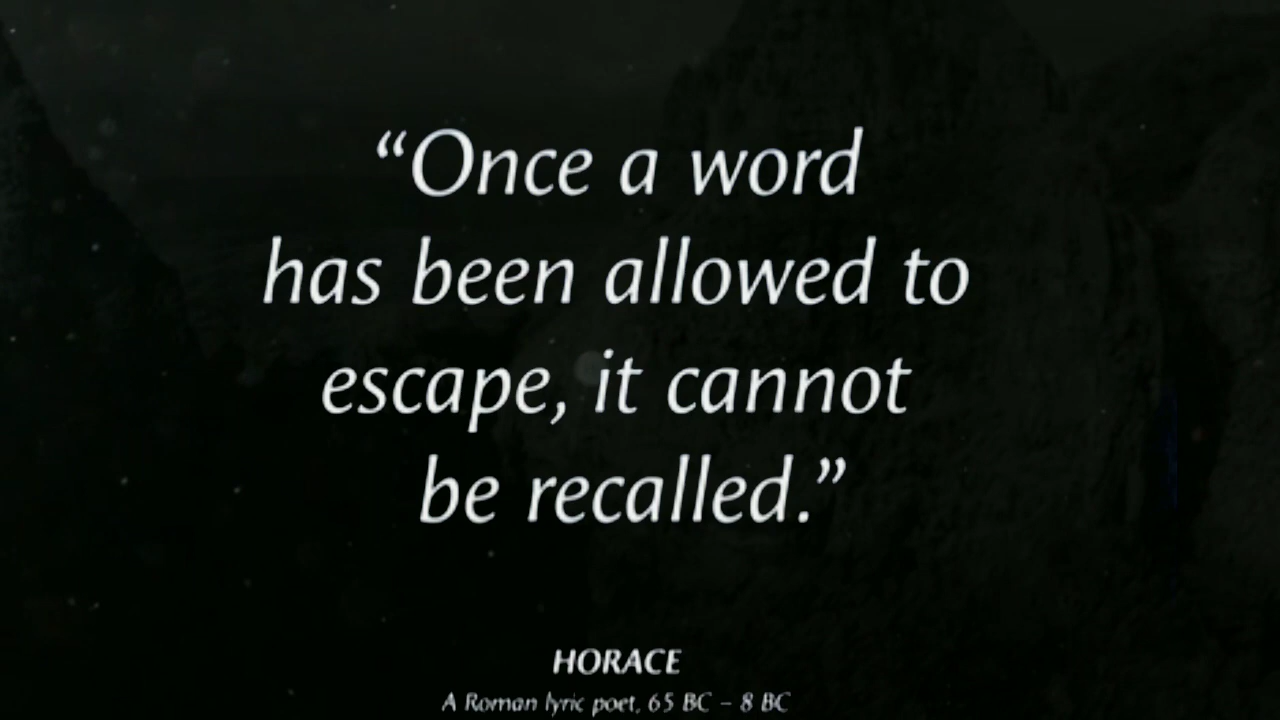 “Once a word
has been allowed to
escape, it cannot
be recalled.”
HORACE
A Roman lyric poet, 65 BC – 8 BC